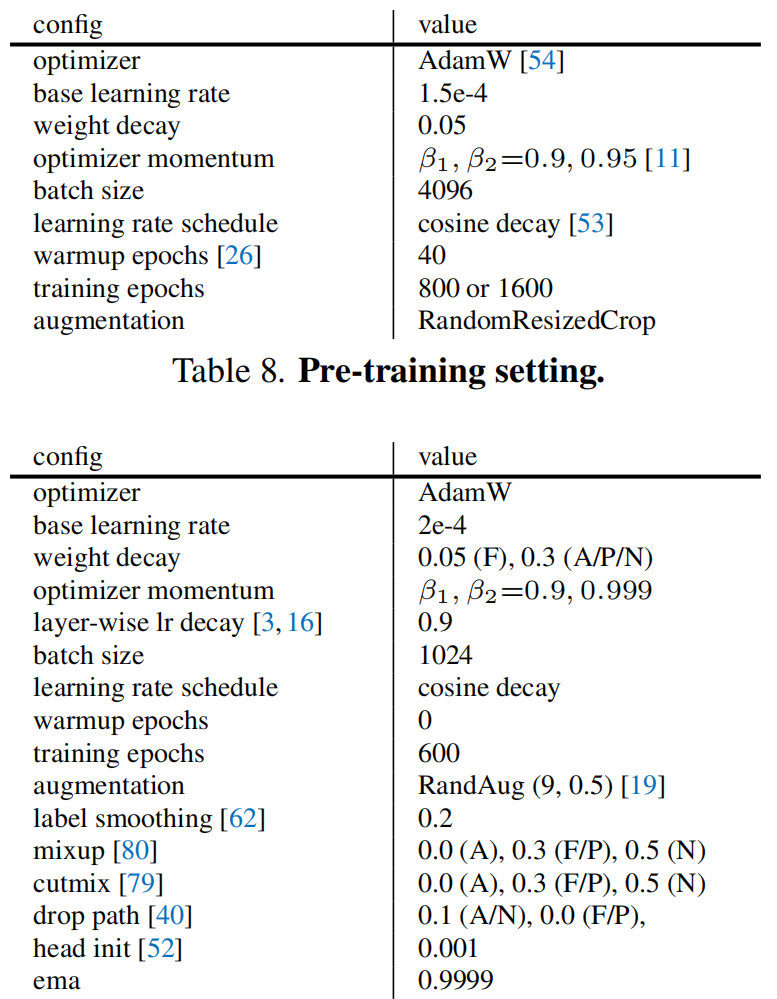 config value
optimizer AdamW [54]
base learning rate 1.5e-4
weight decay 0.05
optimizer momentum β₁, β₂=0.9, 0.95 [11]
batch size 4096
learning rate schedule cosine decay [53]
warmup epochs [26] 40
training epochs 800 or 1600
augmentation RandomResizedCrop
Table 8. Pre-training setting.
config value
optimizer AdamW
base learning rate 2e-4
weight decay 0.05 (F), 0.3 (A/P/N)
optimizer momentum β₁, β₂=0.9, 0.999
layer-wise lr decay [3, 16] 0.9
batch size 1024
learning rate schedule cosine decay
warmup epochs 0
training epochs 600
augmentation RandAug (9, 0.5) [19]
label smoothing [62] 0.2
mixup [80] 0.0 (A), 0.3 (F/P), 0.5 (N)
cutmix [79] 0.0 (A), 0.3 (F/P), 0.5 (N)
drop path [40] 0.1 (A/N), 0.0 (F/P),
head init [52] 0.001
ema 0.9999